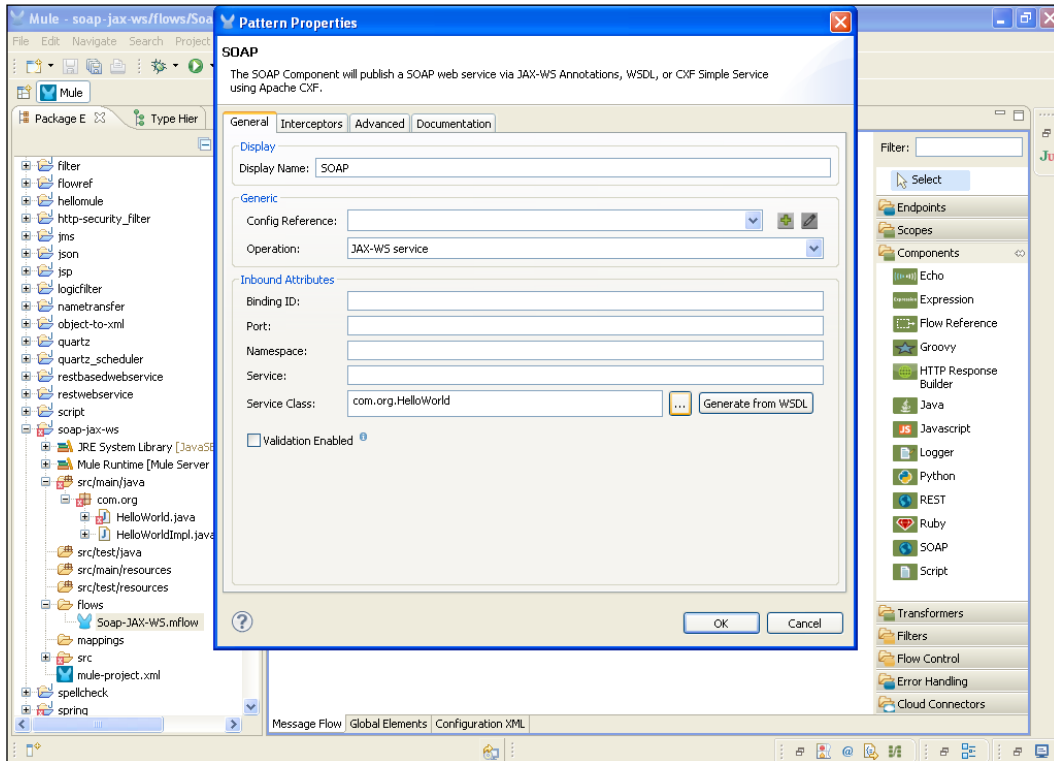 Mule - soap-jax-ws/flows/Soa
File Edit Navigate Search Project
Mule
Package E
Type Hier
filter
flowref
hellomule
http-security_filter
jms
json
jsp
logicfilter
nametransfer
object-to-xml
quartz
quartz_scheduler
restbasedwebservice
restwebservice
script
soap-jax-ws
JRE System Library [JavaSE
Mule Runtime [Mule Server
src/main/java
com.org
HelloWorld.java
HelloWorldImpl.java
src/test/java
src/main/resources
src/test/resources
flows
Soap-JAX-WS.mflow
mappings
src
mule-project.xml
spellcheck
spring
Pattern Properties
SOAP
The SOAP Component will publish a SOAP web service via JAX-WS Annotations, WSDL, or CXF Simple Service
using Apache CXF.
General Interceptors Advanced Documentation
Display
Display Name: SOAP
Generic
Config Reference:
Operation: JAX-WS service
Inbound Attributes
Binding ID:
Port:
Namespace:
Service:
Service Class: com.org.HelloWorld ... Generate from WSDL
Validation Enabled
OK Cancel
Message Flow Global Elements Configuration XML
Filter:
Select
Endpoints
Scopes
Components
Echo
Expression
Flow Reference
Groovy
HTTP Response
Builder
Java
JS Javascript
Logger
Python
REST
Ruby
SOAP
Script
Transformers
Filters
Flow Control
Error Handling
Cloud Connectors
Ju